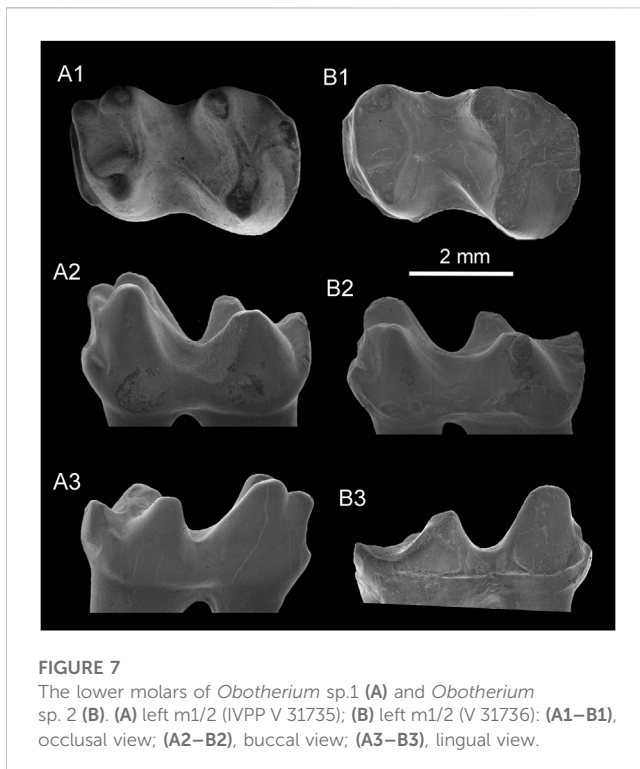 A1
B1
2 mm
A2
B2
A3
B3
FIGURE 7
The lower molars of Obotherium sp.1 (A) and Obotherium
sp. 2 (B). (A) left m1/2 (IVPP V 31735); (B) left m1/2 (V 31736): (A1–B1),
occlusal view; (A2–B2), buccal view; (A3–B3), lingual view.